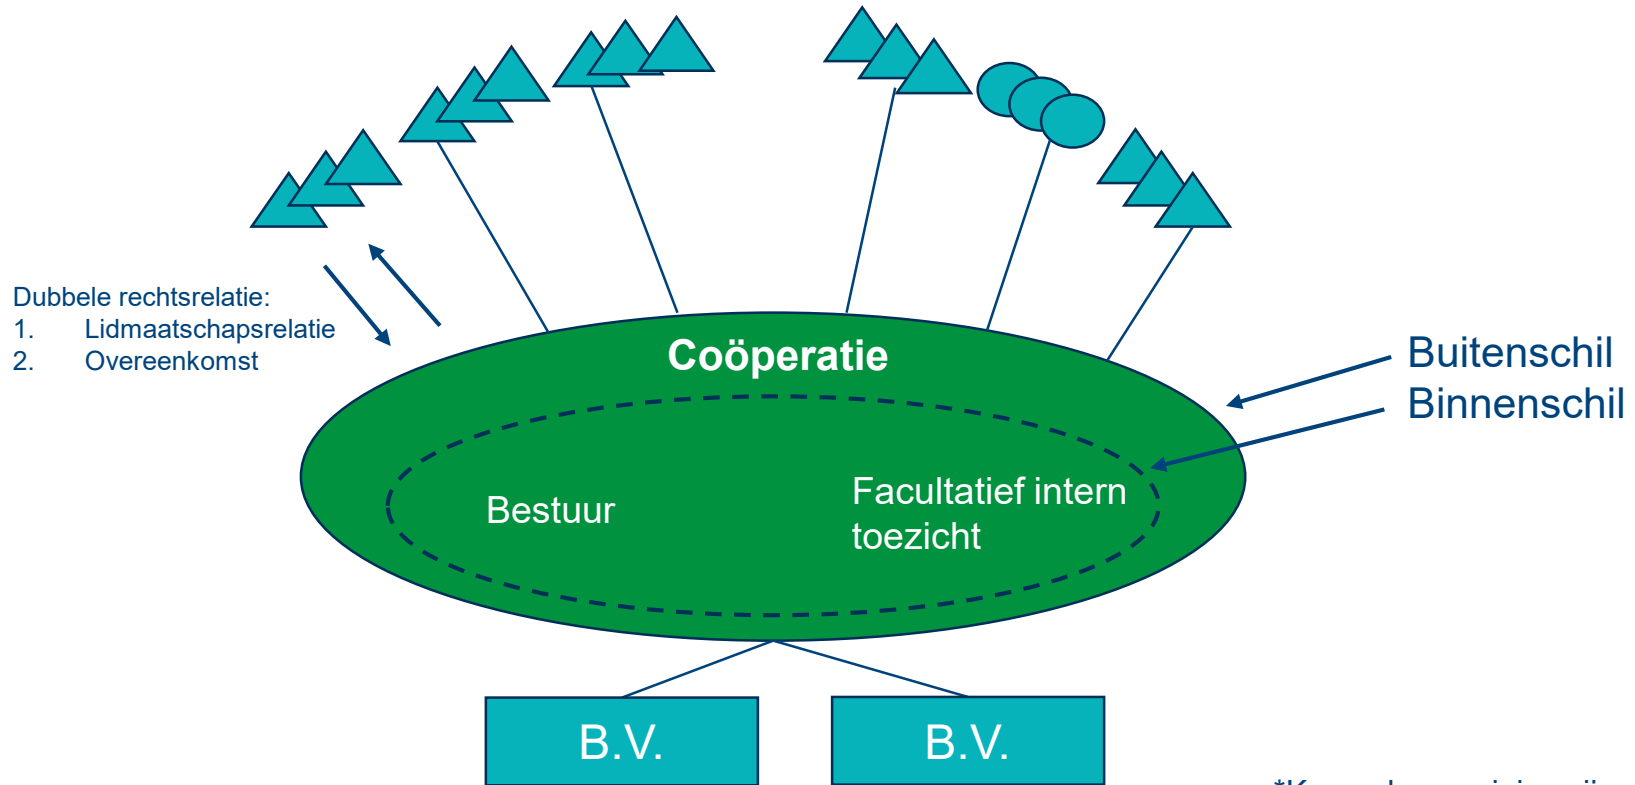 Dubbele rechtsrelatie:
1. Lidmaatschapsrelatie
2. Overeenkomst
Coöperatie
Buitenschil
Binnenschil
Bestuur
Facultatief intern
toezicht
B.V.
B.V.